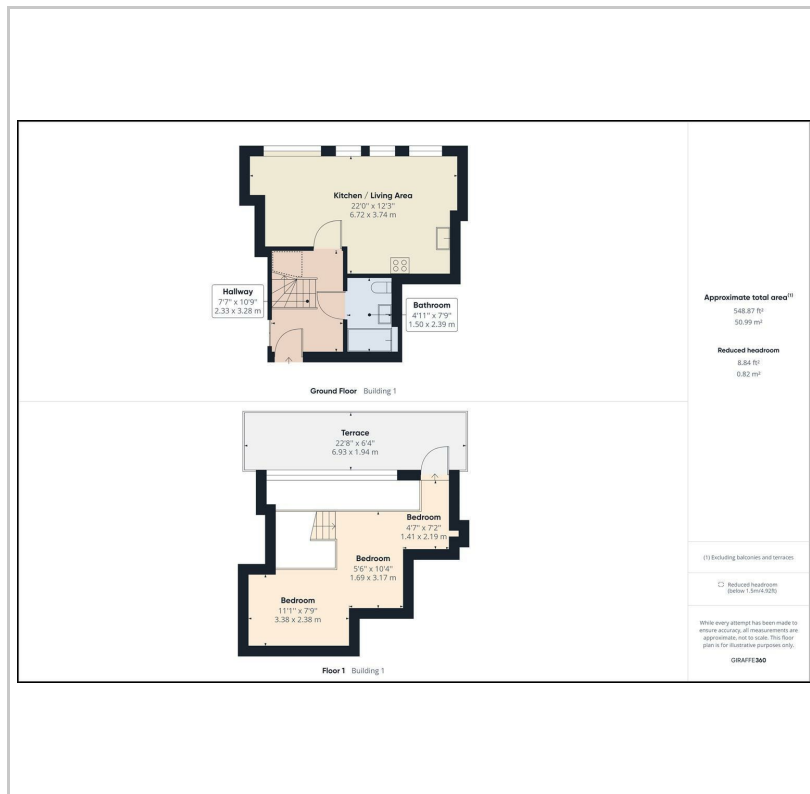 Kitchen / Living Area
22'0" x 12'3"
6.72 x 3.74 m
Hallway
7'7" x 10'9"
2.33 x 3.28 m
Bathroom
4'11" x 7'9"
1.50 x 2.39 m
Ground Floor Building 1
Terrace
22'8" x 6'4"
6.93 x 1.94 m
Bedroom
4'7" x 7'2"
1.41 x 2.19 m
Bedroom
5'6" x 10'4"
1.69 x 3.17 m
Bedroom
11'1" x 7'9"
3.38 x 2.38 m
Floor 1 Building 1
Approximate total area(1)
548.87 ft²
50.99 m²
Reduced headroom
8.84 ft²
0.82 m²
(1) Excluding balconies and terraces
Reduced headroom
(below 1.5m/4.92ft)
While every attempt has been made to
ensure accuracy, all measurements are
approximate, not to scale. This floor
plan is for illustrative purposes only.
GIRAFFE360